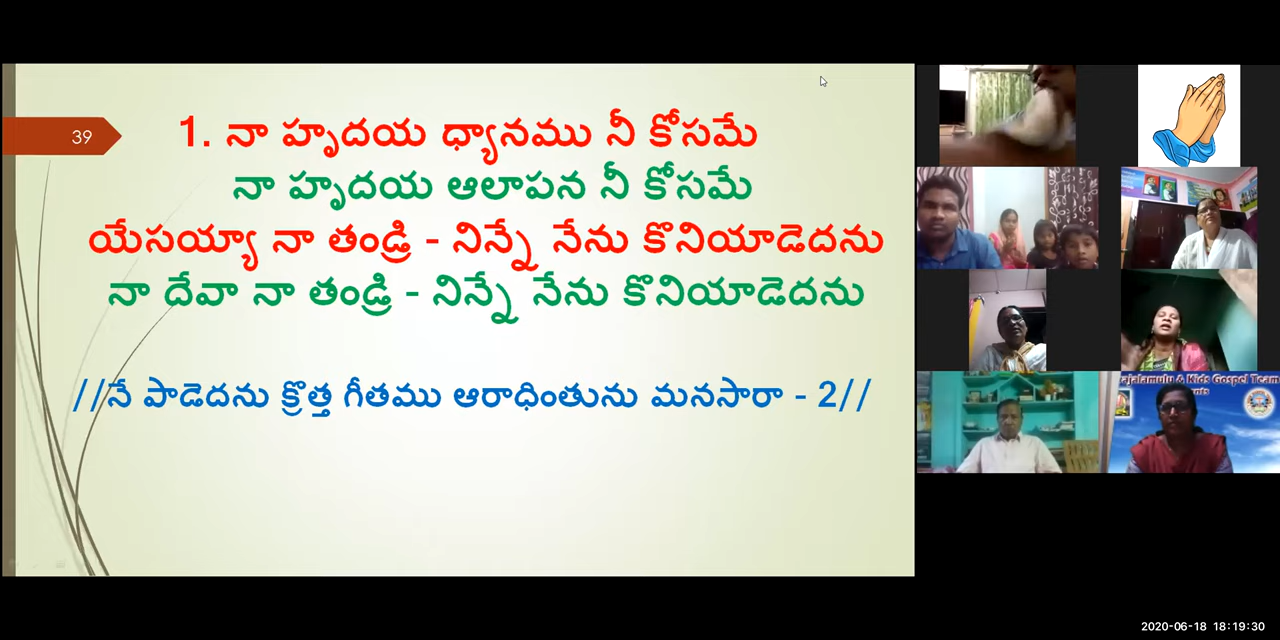 39
1. నా హృదయ ధ్యానము నీ కోసమే
నా హృదయ ఆలాపన నీ కోసమే
యేసయ్యా నా తండ్రి - నిన్నే నేను కొనియాడెదను
నా దేవా నా తండ్రి - నిన్నే నేను కొనియాడెదను
//నే పాడెదను క్రొత్త గీతము ఆరాధింతును మనసారా - 2//
ajalamulu & Kids Gospel Team
2020-06-18 18:19:30